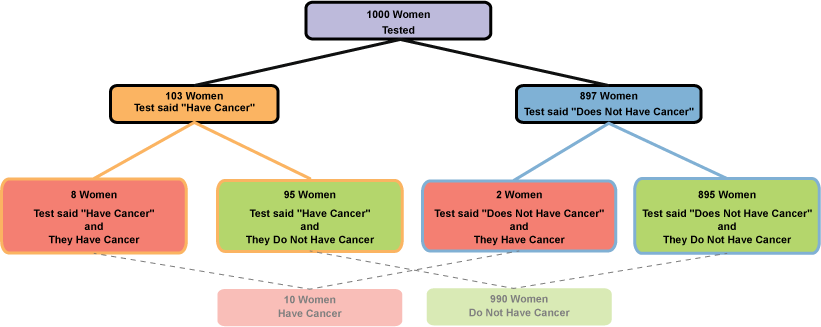 1000 Women
Tested
103 Women
Test said "Have Cancer"
897 Women
Test said "Does Not Have Cancer"
8 Women
Test said "Have Cancer"
and
They Have Cancer
95 Women
Test said "Have Cancer"
and
They Do Not Have Cancer
2 Women
Test said "Does Not Have Cancer"
and
They Have Cancer
895 Women
Test said "Does Not Have Cancer"
and
They Do Not Have Cancer
10 Women
Have Cancer
990 Women
Do Not Have Cancer